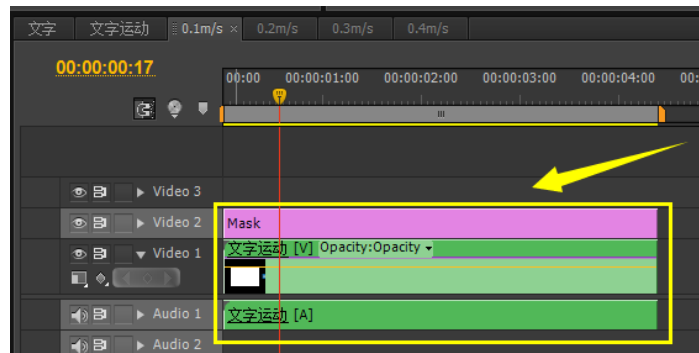 文字 文字运动 0.1m/s × 0.2m/s 0.3m/s 0.4m/s
00:00:00:17
00:00 00:00:01:00 00:00:02:00 00:00:03:00 00:00:04:00 00:
Video 3
Video 2 Mask
Video 1 文字运动 [V] Opacity:Opacity
Audio 1 文字运动 [A]
Audio 2